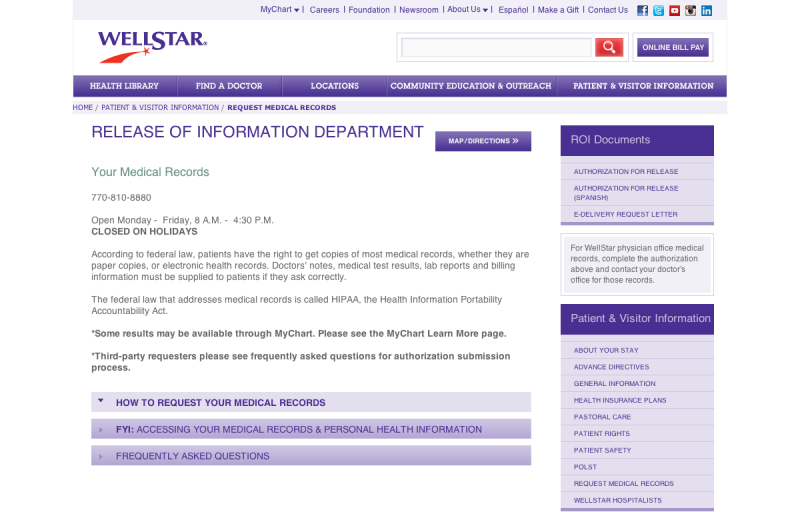 MyChart Careers Foundation Newsroom About Us Español Make a Gift Contact Us
WELLSTAR®
ONLINE BILL PAY
HEALTH LIBRARY FIND A DOCTOR LOCATIONS COMMUNITY EDUCATION & OUTREACH PATIENT & VISITOR INFORMATION
HOME / PATIENT & VISITOR INFORMATION / REQUEST MEDICAL RECORDS
RELEASE OF INFORMATION DEPARTMENT
MAP/DIRECTIONS »
Your Medical Records
770-810-8880
Open Monday - Friday, 8 A.M. - 4:30 P.M.
CLOSED ON HOLIDAYS
According to federal law, patients have the right to get copies of most medical records, whether they are
paper copies, or electronic health records. Doctors' notes, medical test results, lab reports and billing
information must be supplied to patients if they ask correctly.
The federal law that addresses medical records is called HIPAA, the Health Information Portability
Accountability Act.
*Some results may be available through MyChart. Please see the MyChart Learn More page.
*Third-party requesters please see frequently asked questions for authorization submission
process.
HOW TO REQUEST YOUR MEDICAL RECORDS
FYI: ACCESSING YOUR MEDICAL RECORDS & PERSONAL HEALTH INFORMATION
FREQUENTLY ASKED QUESTIONS
ROI Documents
AUTHORIZATION FOR RELEASE
AUTHORIZATION FOR RELEASE
(SPANISH)
E-DELIVERY REQUEST LETTER
For WellStar physician office medical
records, complete the authorization
above and contact your doctor's
office for those records.
Patient & Visitor Information
ABOUT YOUR STAY
ADVANCE DIRECTIVES
GENERAL INFORMATION
HEALTH INSURANCE PLANS
PASTORAL CARE
PATIENT RIGHTS
PATIENT SAFETY
POLST
REQUEST MEDICAL RECORDS
WELLSTAR HOSPITALISTS